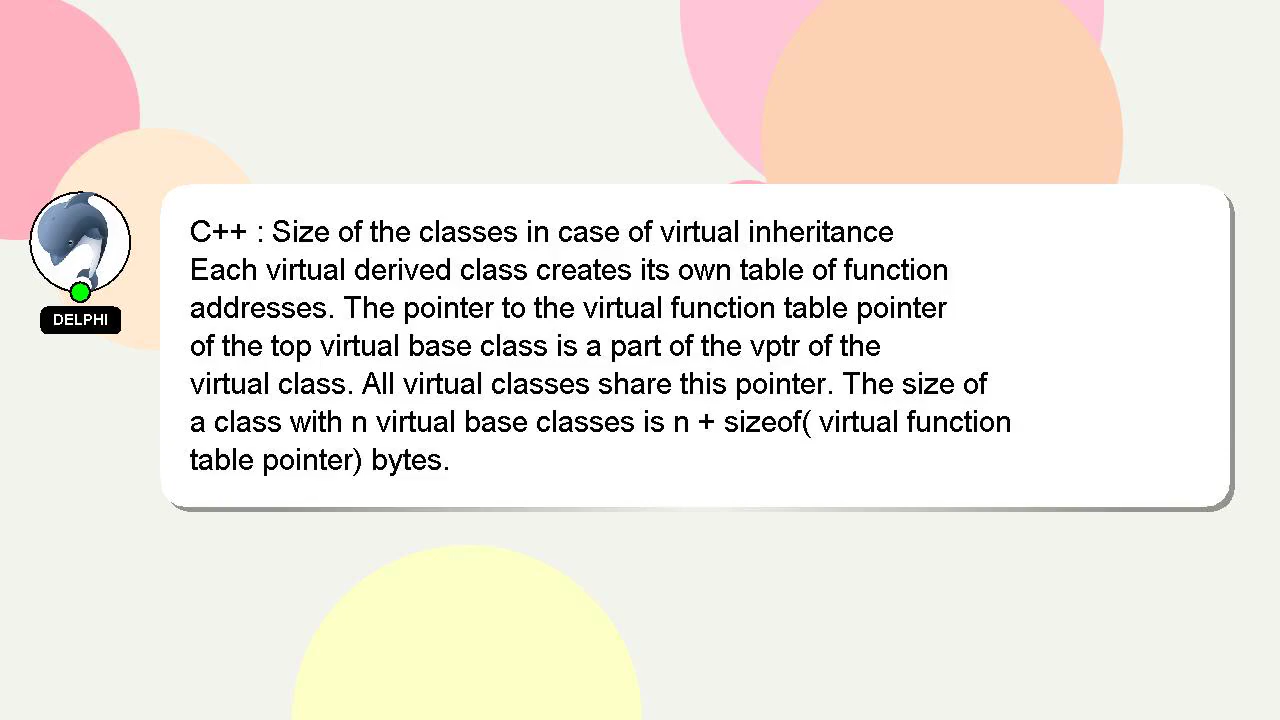 DELPHI
C++ : Size of the classes in case of virtual inheritance
Each virtual derived class creates its own table of function
addresses. The pointer to the virtual function table pointer
of the top virtual base class is a part of the vptr of the
virtual class. All virtual classes share this pointer. The size of
a class with n virtual base classes is n + sizeof( virtual function
table pointer) bytes.